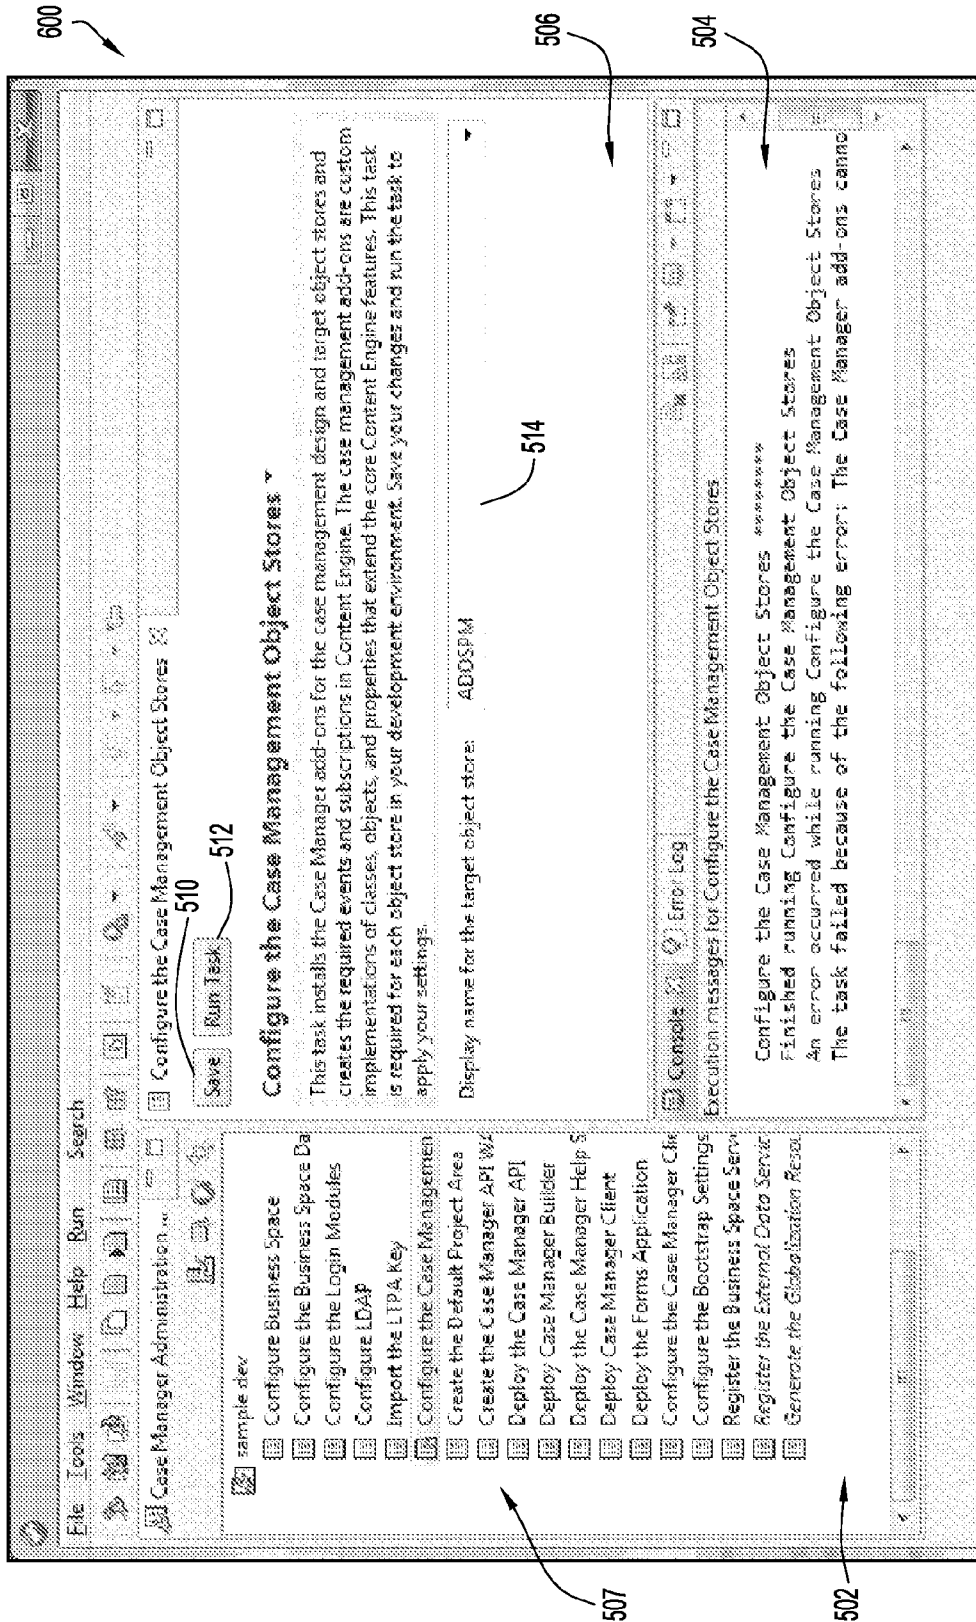 600
File Tools Window Help Run Search
Case Manager Administration ...
sample dev
Configure Business Space
Configure the Business Space Da
Configure the Login Modules
Configure LDAP
Import the LTPA Key
Configure the Case Managemen
Create the Default Project Area
Create the Case Manager API WA
Deploy the Case Manager API
Deploy Case Manager Builder
Deploy the Case Manager Help S
Deploy Case Manager Client
Deploy the Forms Application
Configure the Case Manager Clie
Configure the Bootstrap Settings
Register the Business Space Serv
Register the External Data Servic
Generate the Globalization Resou
507
502
Configure the Case Management Object Stores
510
Save
Run Task
512
Configure the Case Management Object Stores
This task installs the Case Manager add-ons for the case management design and target object stores and
creates the required events and subscriptions in Content Engine. The case management add-ons are custom
implementations of classes, objects, and properties that extend the core Content Engine features. This task
is required for each object store in your development environment. Save your changes and run the task to
apply your settings.
Display name for the target object store:
ADOSPM
514
506
Console
Error Log
Execution messages for Configure the Case Management Object Stores
Configure the Case Management Object Stores ********
Finished running Configure the Case Management Object Stores
An error occurred while running Configure the Case Management Object Stores
The task failed because of the following error: The Case Manager add-ons canno
504